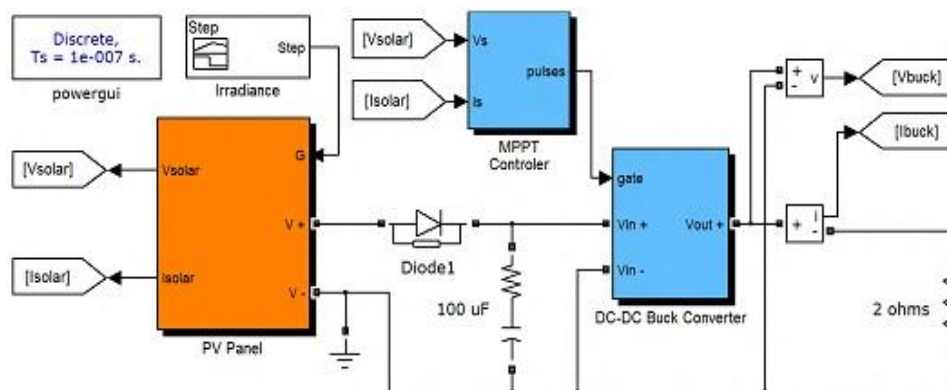 Discrete,
Ts = 1e-007 s.
powergui
Step
Step
Irradiance
[Vsolar]
[Isolar]
Vs
Is
pulses
MPPT
Controler
[Vbuck]
[Ibuck]
+
-
v
[Vsolar]
[Isolar]
Vsolar
Isolar
G
V +
V -
PV Panel
Diode1
100 uF
gate
Vin +
Vin -
Vout +
DC-DC Buck Converter
+
i
-
2 ohms